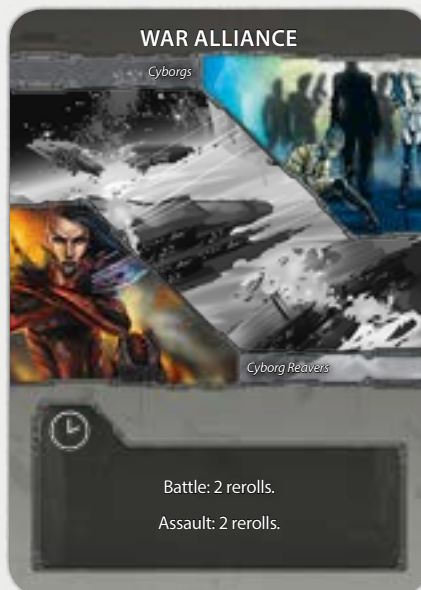 WAR ALLIANCE
Cyborgs
Cyborg Reavers
Battle: 2 rerolls.
Assault: 2 rerolls.